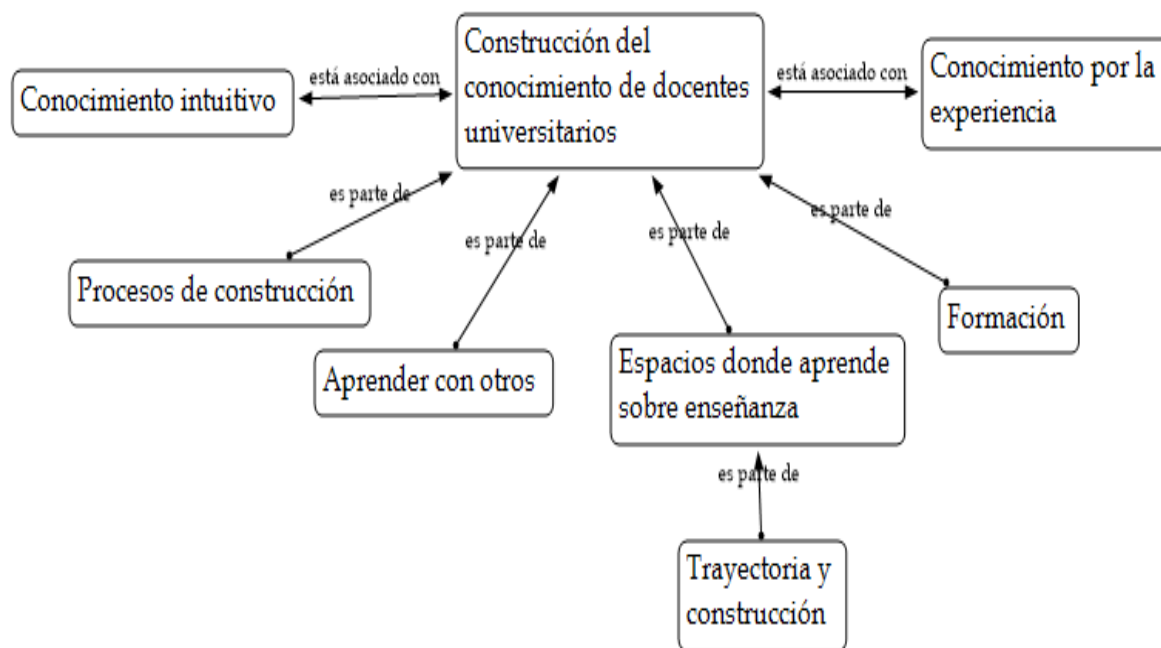 Construcción del
conocimiento de docentes
universitarios
está asociado con
Conocimiento intuitivo
está asociado con
Conocimiento por la
experiencia
es parte de
Procesos de construcción
es parte de
Aprender con otros
es parte de
Espacios donde aprende
sobre enseñanza
es parte de
Formación
es parte de
Trayectoria y
construcción